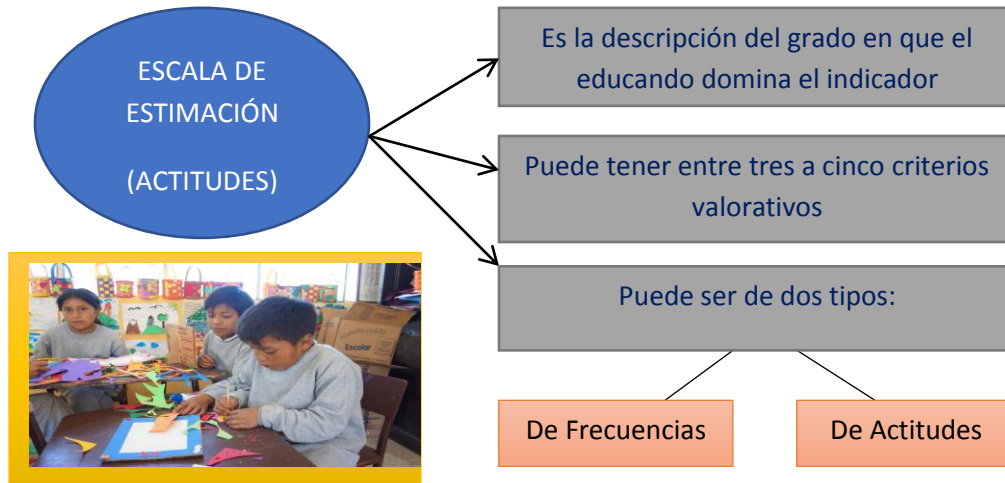 ESCALA DE
ESTIMACIÓN
(ACTITUDES)
Es la descripción del grado en que el
educando domina el indicador
Puede tener entre tres a cinco criterios
valorativos
Puede ser de dos tipos:
De Frecuencias
De Actitudes
Escolar